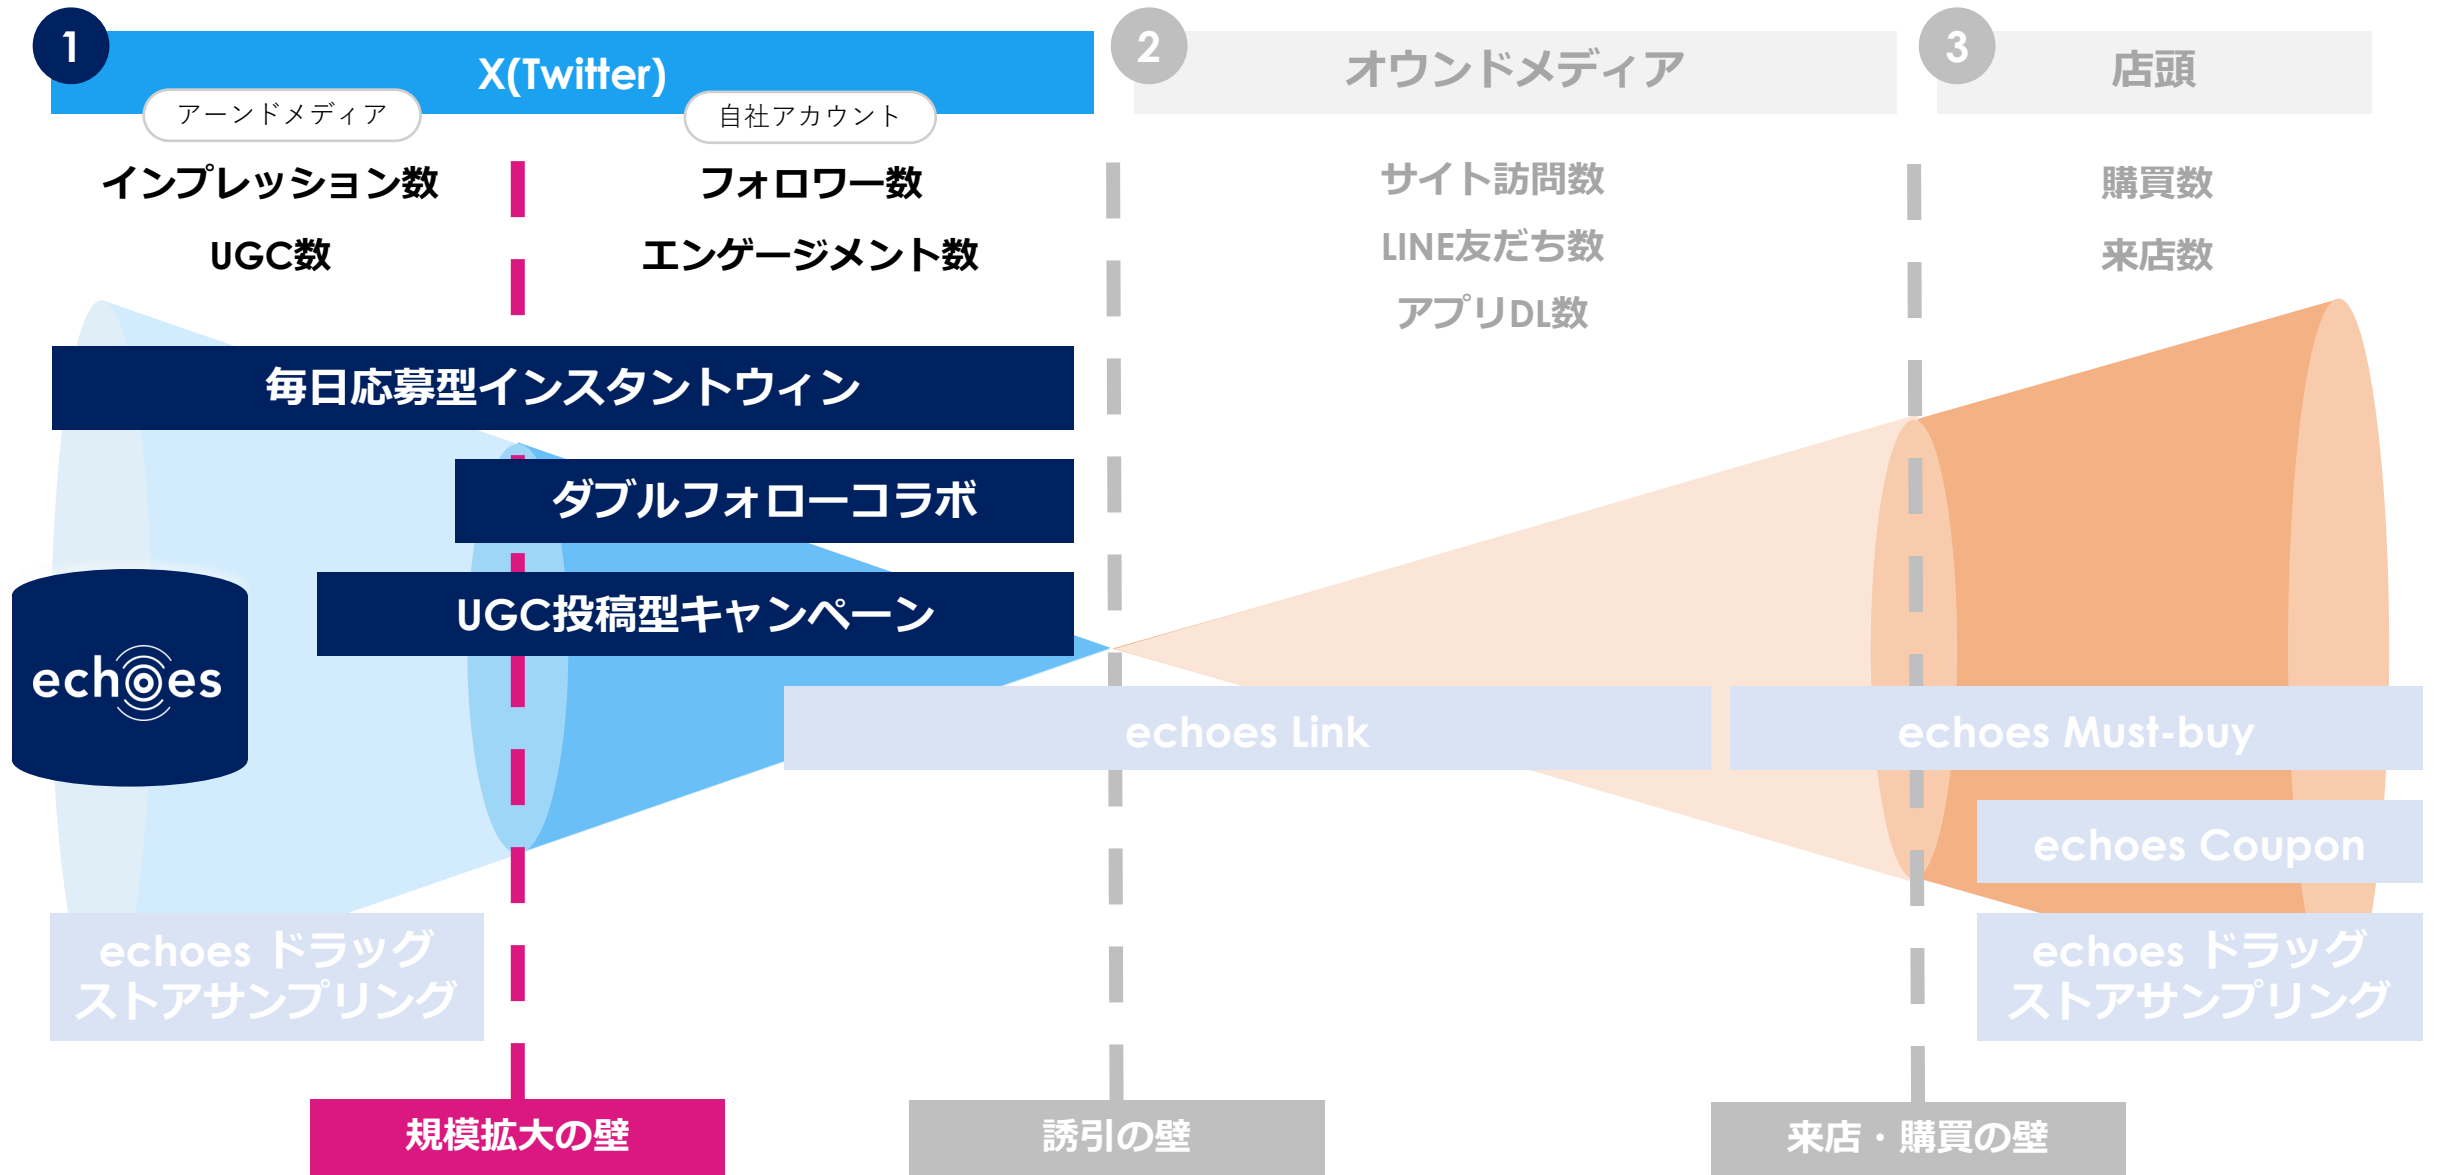 1
X(Twitter)
アーンドメディア
自社アカウント
2
オウンドメディア
3
店頭
インプレッション数
UGC数
フォロワー数
エンゲージメント数
サイト訪問数
LINE友だち数
アプリDL数
購買数
来店数
毎日応募型インスタントウィン
ダブルフォローコラボ
UGC投稿型キャンペーン
echoes
echoes Link
echoes Must-buy
echoes Coupon
echoes ドラッグ
ストアサンプリング
echoes ドラッグ
ストアサンプリング
規模拡大の壁
誘引の壁
来店・購買の壁